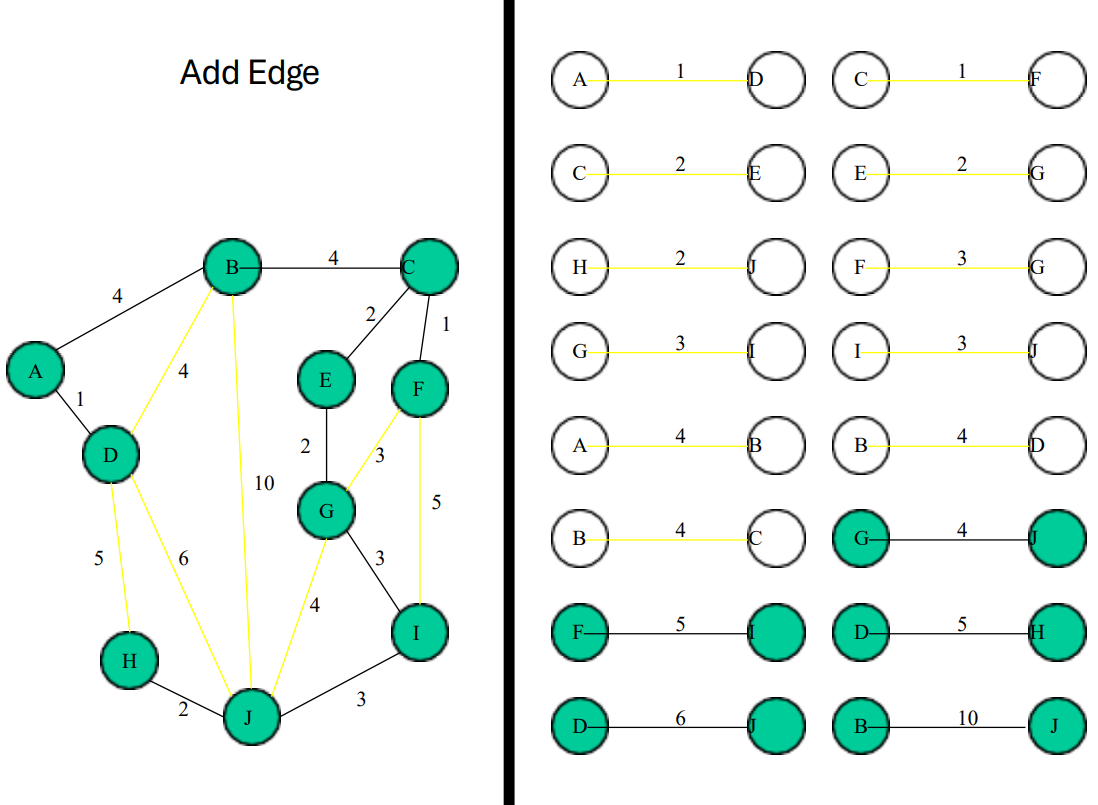 Add Edge
B 4 C
4
2
1
A
4
E
F
1
D
2
3
10
5
G
5
6
3
4
I
H
2
J
3
A 1 D C 1 F
C 2 E E 2 G
H 2 J F 3 G
G 3 I I 3 J
A 4 B B 4 D
B 4 C G 4 J
F 5 I D 5 H
D 6 J B 10 J